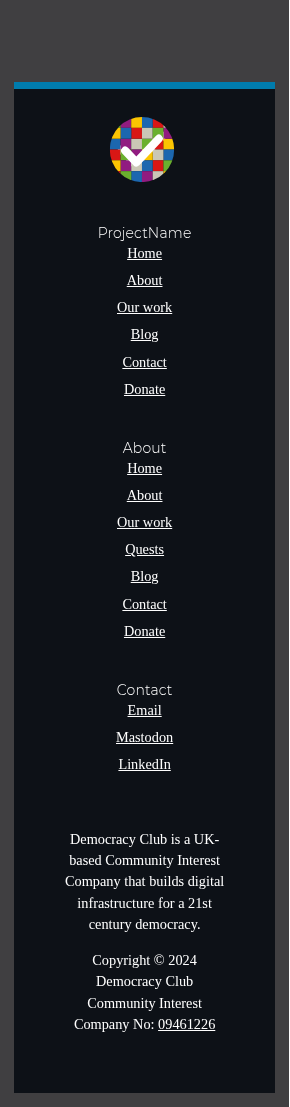 ProjectName
Home
About
Our work
Blog
Contact
Donate
About
Home
About
Our work
Quests
Blog
Contact
Donate
Contact
Email
Mastodon
LinkedIn
Democracy Club is a UK-
based Community Interest
Company that builds digital
infrastructure for a 21st
century democracy.
Copyright © 2024
Democracy Club
Community Interest
Company No: 09461226